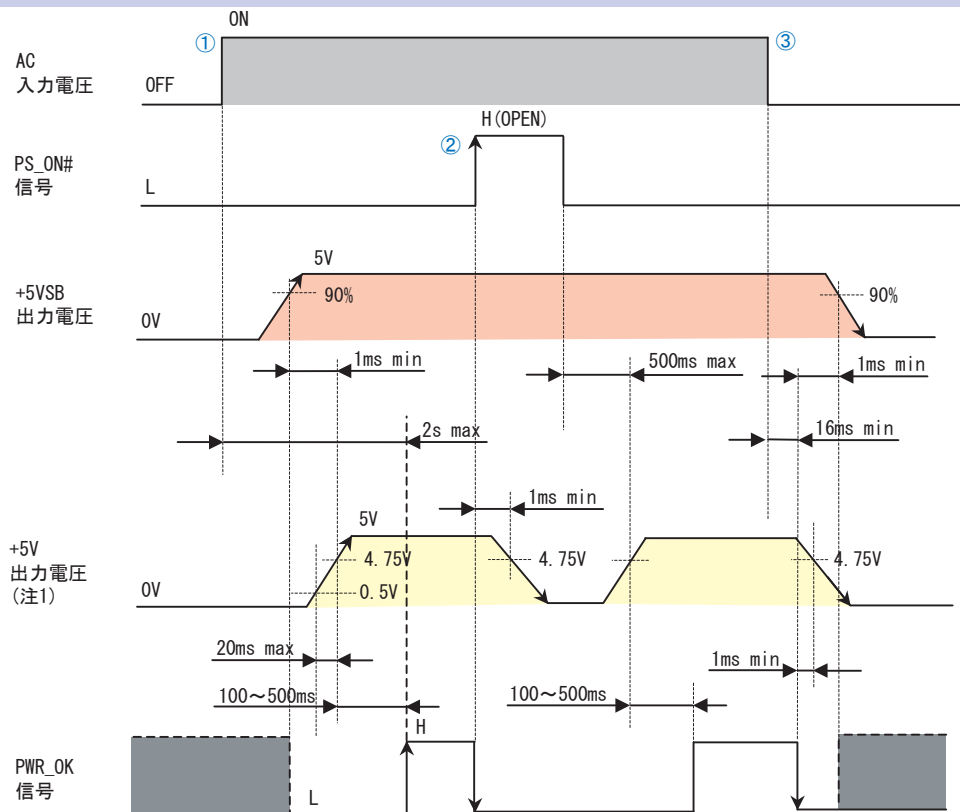 ON
①
③
AC
入力電圧
OFF
H(OPEN)
②
PS_ON#
信号
L
5V
+5VSB
出力電圧
90%
90%
0V
1ms min
500ms max
1ms min
2s max
16ms min
1ms min
5V
+5V
出力電圧
(注1)
4.75V
4.75V
4.75V
0V
0.5V
20ms max
1ms min
100～500ms
100～500ms
H
PWR_OK
信号
L